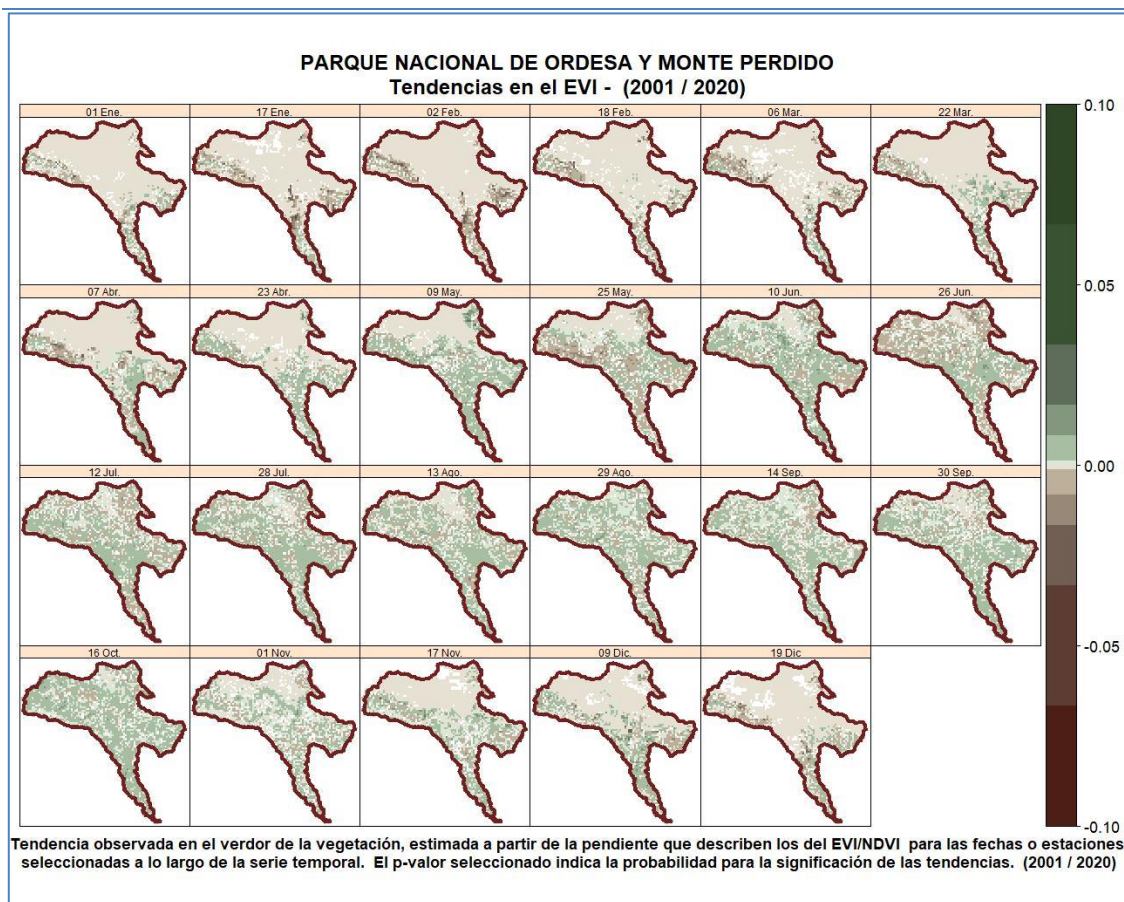 PARQUE NACIONAL DE ORDESA Y MONTE PERDIDO
Tendencias en el EVI - (2001 / 2020)
01 Ene. 17 Ene. 02 Feb. 18 Feb. 06 Mar. 22 Mar.
0.10
0.05
07 Abr. 23 Abr. 09 May. 25 May. 10 Jun. 26 Jun.
0.00
12 Jul. 28 Jul. 13 Ago. 29 Ago. 14 Sep. 30 Sep.
-0.05
16 Oct. 01 Nov. 17 Nov. 09 Dic. 19 Dic
-0.10
Tendencia observada en el verdor de la vegetación, estimada a partir de la pendiente que describen los del EVI/NDVI para las fechas o estaciones
seleccionadas a lo largo de la serie temporal. El p-valor seleccionado indica la probabilidad para la significación de las tendencias. (2001 / 2020)